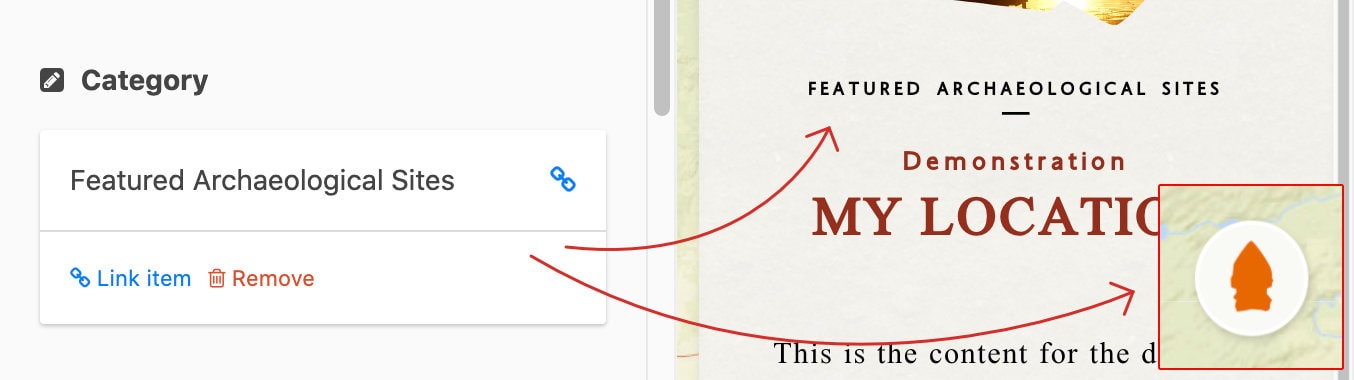 Category
Featured Archaeological Sites
Link item Remove
FEATURED ARCHAEOLOGICAL SITES
Demonstration
MY LOCATIO
This is the content for the d